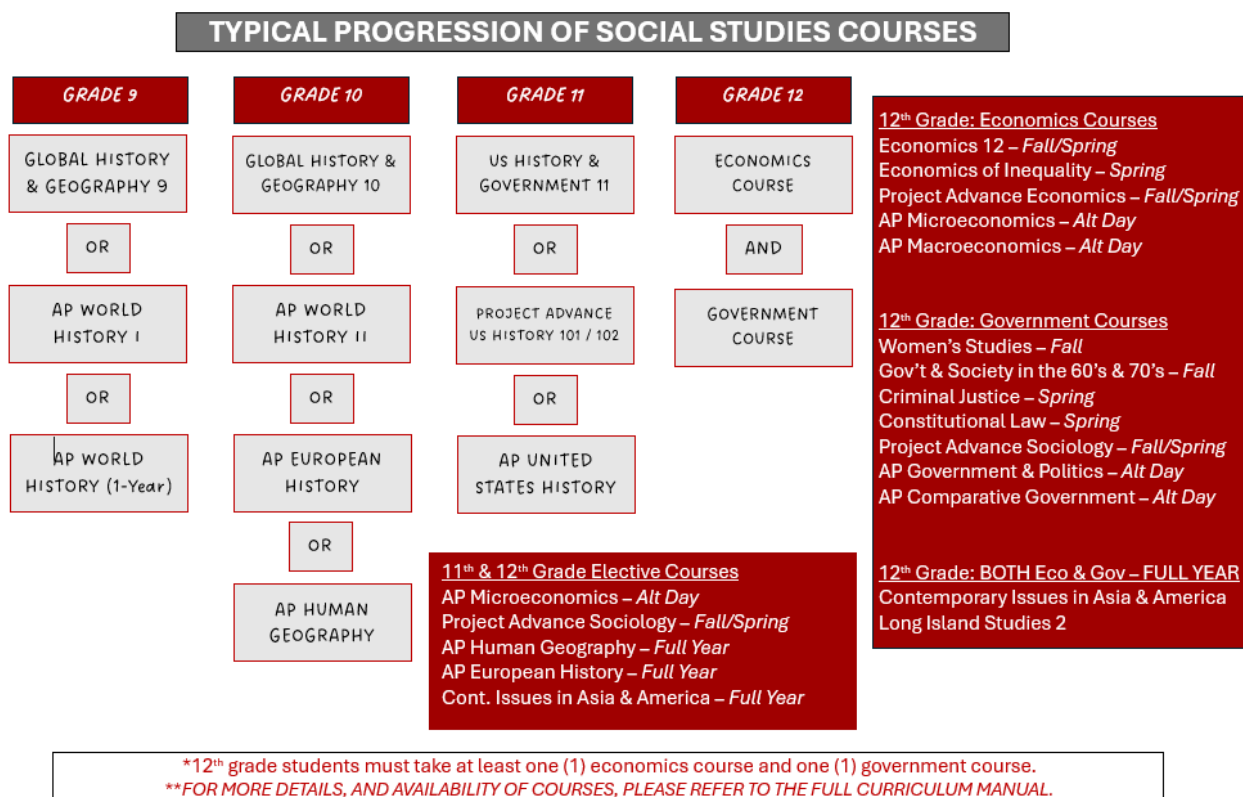 TYPICAL PROGRESSION OF SOCIAL STUDIES COURSES
GRADE 9
GLOBAL HISTORY
& GEOGRAPHY 9
OR
AP WORLD
HISTORY I
OR
AP WORLD
HISTORY (1-Year)
GRADE 10
GLOBAL HISTORY &
GEOGRAPHY 10
OR
AP WORLD
HISTORY II
OR
AP EUROPEAN
HISTORY
OR
AP HUMAN
GEOGRAPHY
GRADE 11
US HISTORY &
GOVERNMENT 11
OR
PROJECT ADVANCE
US HISTORY 101 / 102
OR
AP UNITED
STATES HISTORY
GRADE 12
ECONOMICS
COURSE
AND
GOVERNMENT
COURSE
12th Grade: Economics Courses
Economics 12 – Fall/Spring
Economics of Inequality – Spring
Project Advance Economics – Fall/Spring
AP Microeconomics – Alt Day
AP Macroeconomics – Alt Day
12th Grade: Government Courses
Women's Studies – Fall
Gov't & Society in the 60's & 70's – Fall
Criminal Justice – Spring
Constitutional Law – Spring
Project Advance Sociology – Fall/Spring
AP Government & Politics – Alt Day
AP Comparative Government – Alt Day
12th Grade: BOTH Eco & Gov – FULL YEAR
Contemporary Issues in Asia & America
Long Island Studies 2
11th & 12th Grade Elective Courses
AP Microeconomics – Alt Day
Project Advance Sociology – Fall/Spring
AP Human Geography – Full Year
AP European History – Full Year
Cont. Issues in Asia & America – Full Year
*12th grade students must take at least one (1) economics course and one (1) government course.
**FOR MORE DETAILS, AND AVAILABILITY OF COURSES, PLEASE REFER TO THE FULL CURRICULUM MANUAL.